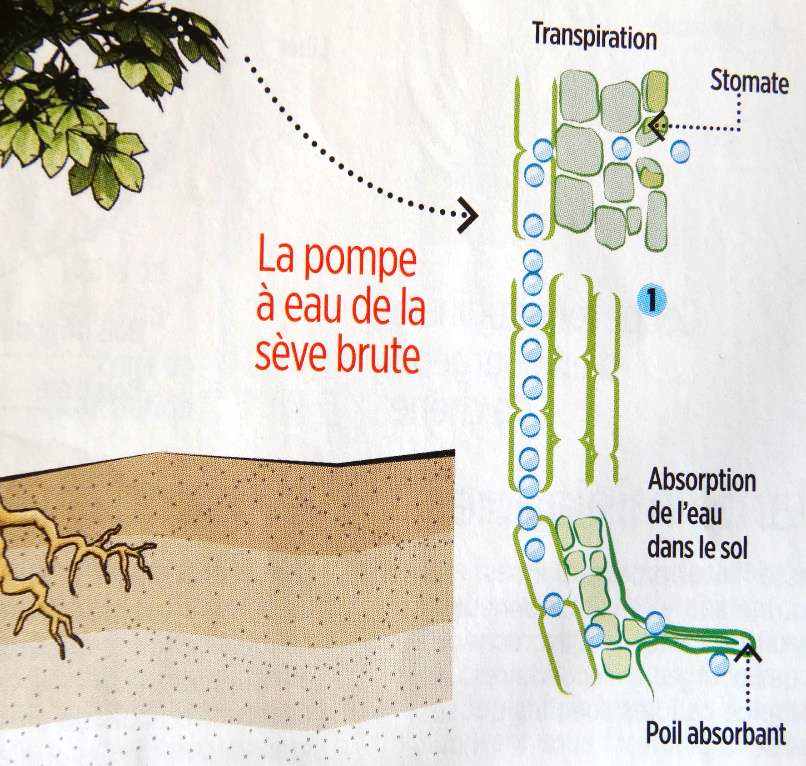 Transpiration
Stomate
La pompe
à eau de la
sève brute
1
Absorption
de l'eau
dans le sol
Poil absorbant